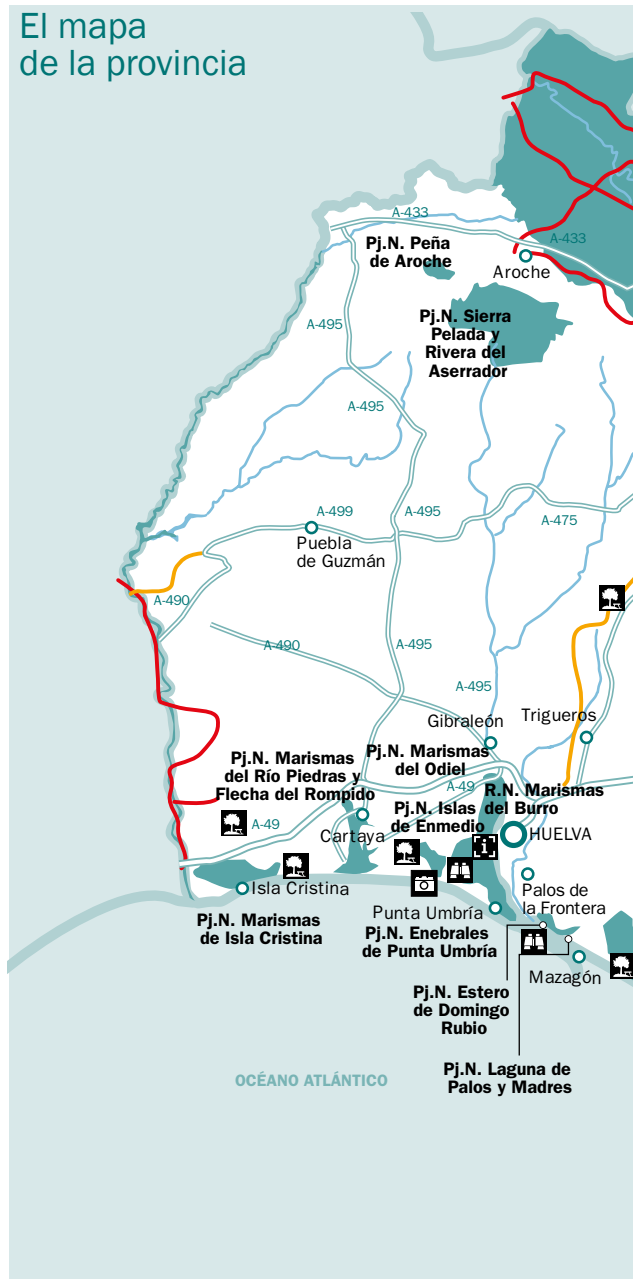 El mapa
de la provincia
A-433
Pj.N. Peña
de Aroche
A-433
Aroche
Pj.N. Sierra
Pelada y
Rivera del
Aserrador
A-495
A-495
A-499
A-495
A-475
Puebla
de Guzmán
A-490
A-490
A-495
A-495
Gibraleón
Trigueros
Pj.N. Marismas
del Odiel
Pj.N. Marismas
del Río Piedras y
Flecha del Rompido
A-49
R.N. Marismas
del Burro
Pj.N. Islas
de Enmedio
A-49
Cartaya
i
HUELVA
Isla Cristina
Palos de
la Frontera
Punta Umbría
Pj.N. Marismas
de Isla Cristina
Pj.N. Enebrales
de Punta Umbría
Mazagón
Pj.N. Estero
de Domingo
Rubio
Pj.N. Laguna de
Palos y Madres
OCÉANO ATLÁNTICO